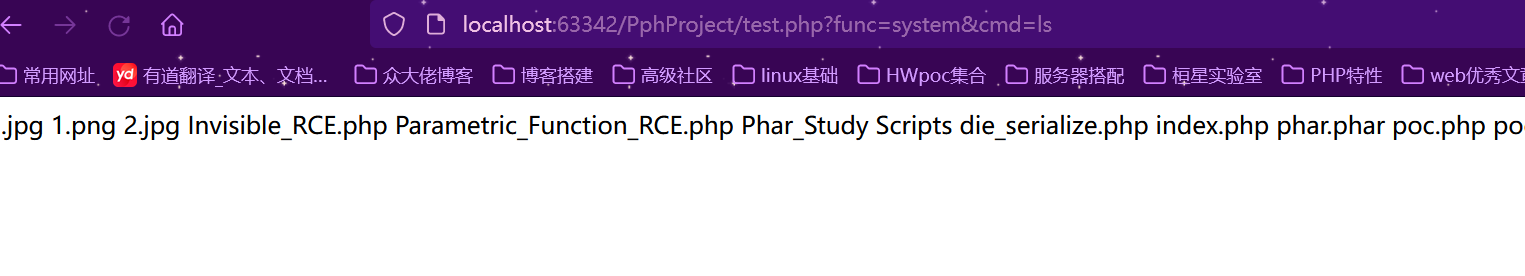 localhost:63342/PphProject/test.php?func=system&cmd=ls
常用网址 yd 有道翻译_文本、文档... 众大佬博客 博客搭建 高级社区 linux基础 HWpoc集合 服务器搭配 桓星实验室 PHP特性 web优秀文章
.jpg 1.png 2.jpg Invisible_RCE.php Parametric_Function_RCE.php Phar_Study Scripts die_serialize.php index.php phar.phar poc.php po